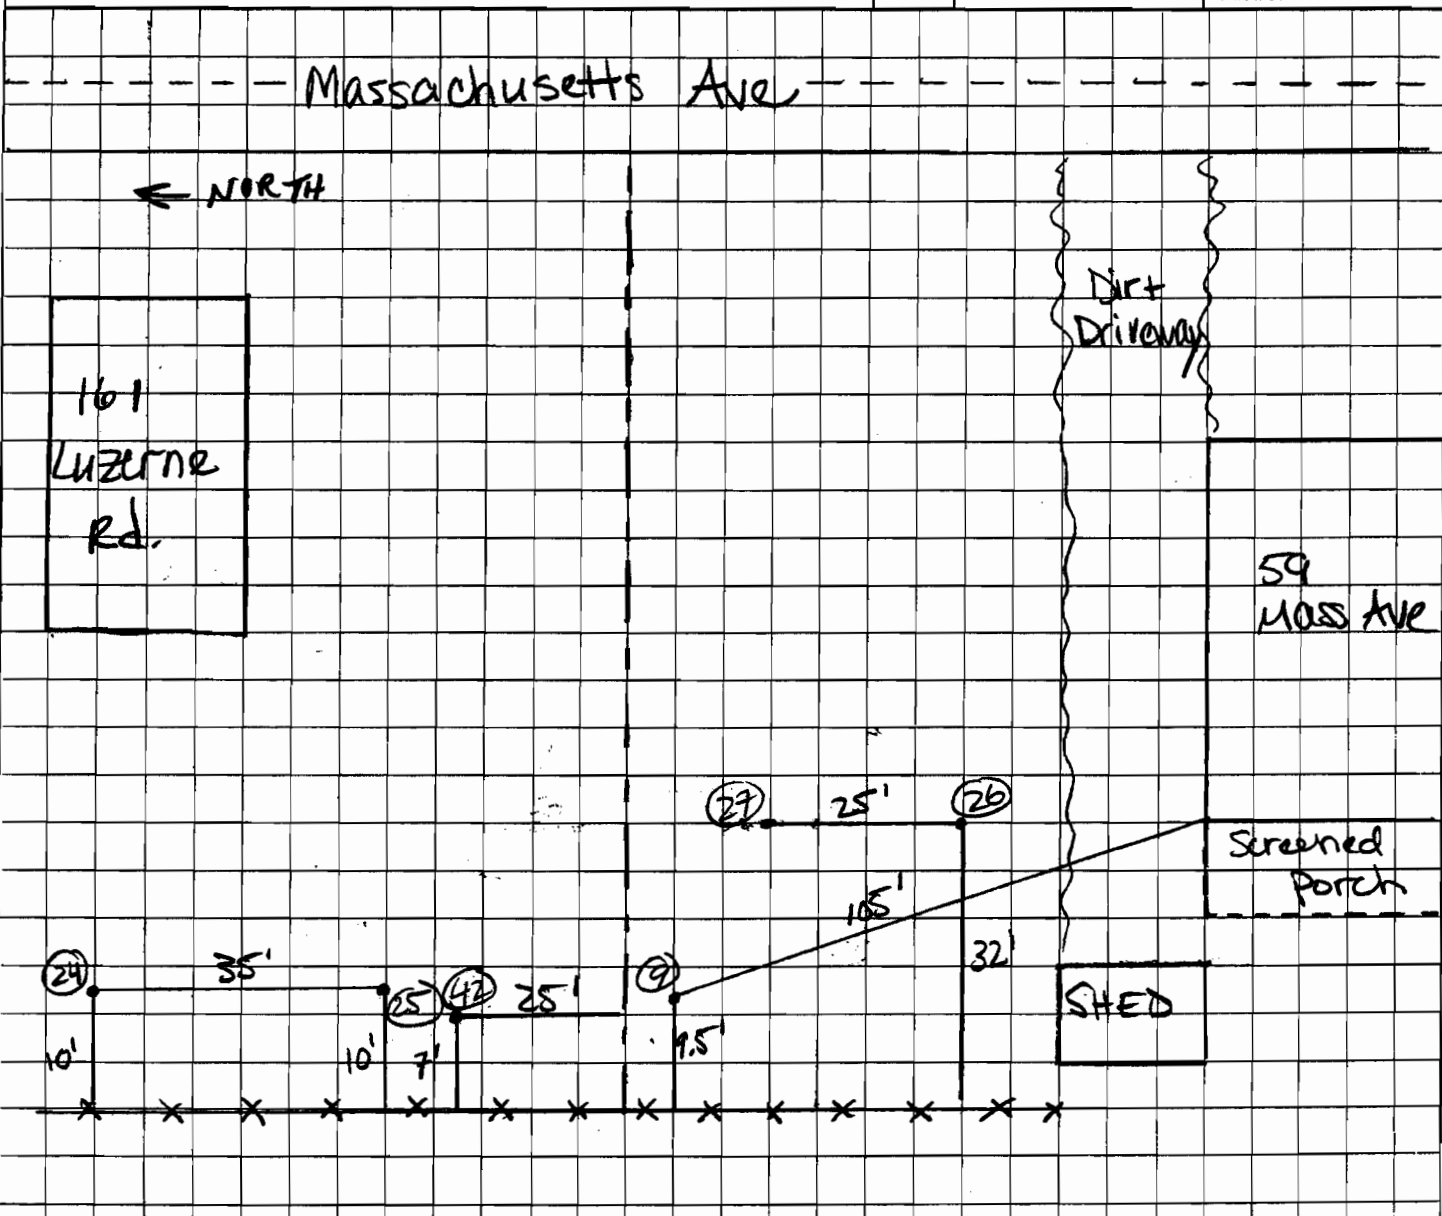 Massachusetts Ave
← NORTH
Dirt
Driveway
161
Luzerne
Rd.
59
Mass Ave
27
25'
26
Screened
Porch
105'
32'
24
35'
25
42
25'
9
SHED
10'
10'
7'
9.5'